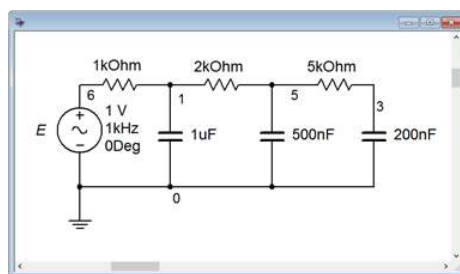 1kOhm 2kOhm 5kOhm
6 1 5 3
E
+
1 V
1kHz
0Deg
−
1uF 500nF 200nF
0